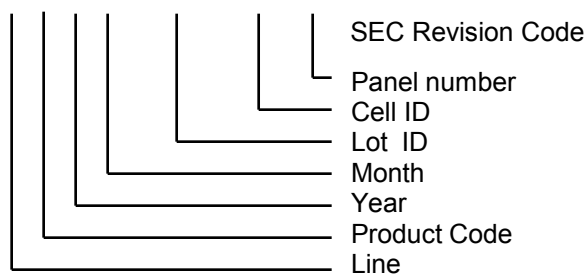 SEC Revision Code
Panel number
Cell ID
Lot ID
Month
Year
Product Code
Line